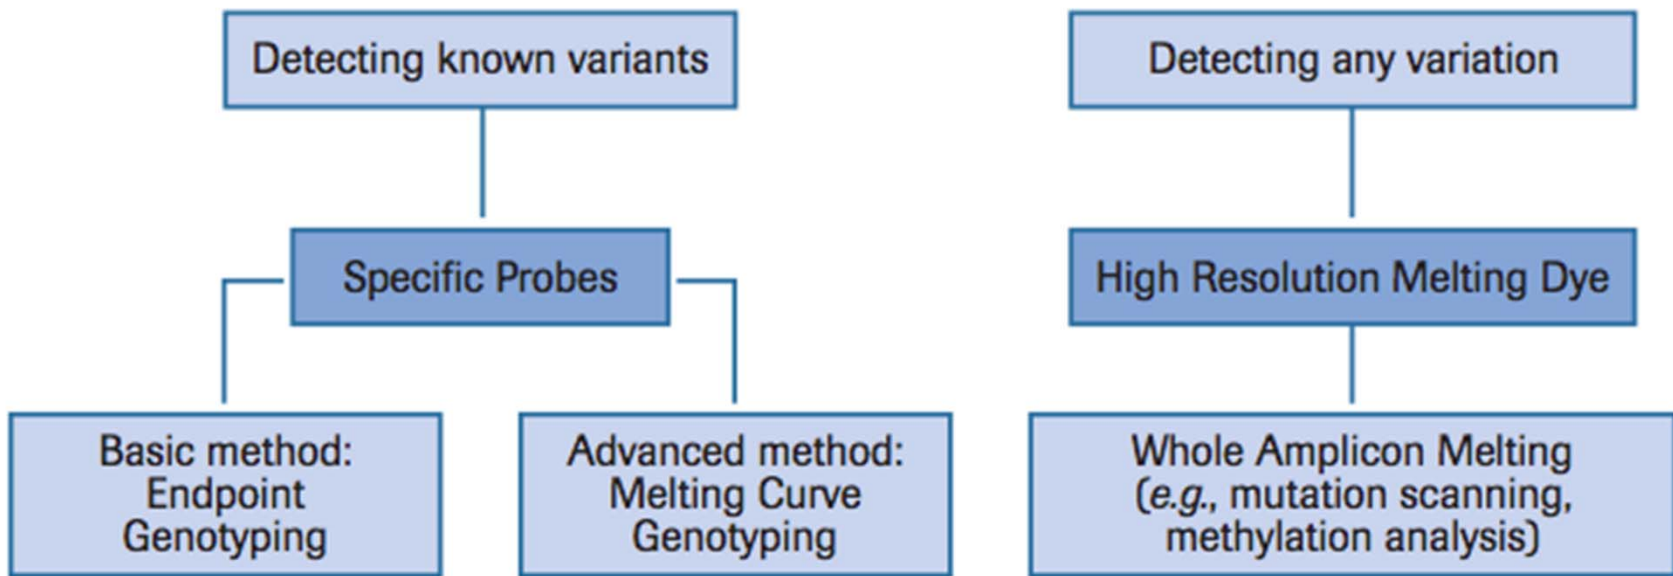 Detecting known variants
Detecting any variation
Specific Probes
High Resolution Melting Dye
Basic method:
Endpoint
Genotyping
Advanced method:
Melting Curve
Genotyping
Whole Amplicon Melting
(e.g., mutation scanning,
methylation analysis)